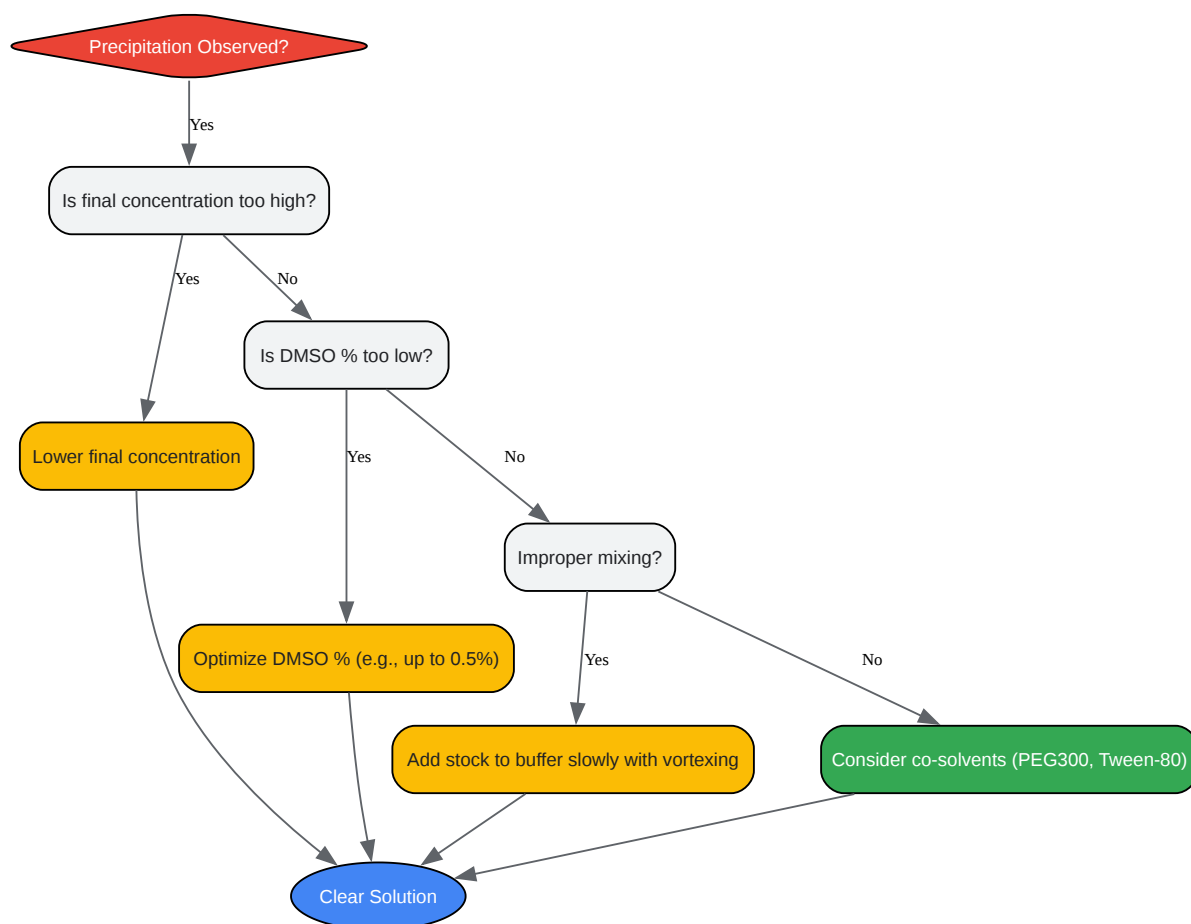 Precipitation Observed?
Yes
Is final concentration too high?
Yes
No
Is DMSO % too low?
Lower final concentration
Yes
No
Improper mixing?
Optimize DMSO % (e.g., up to 0.5%)
Yes
No
Add stock to buffer slowly with vortexing
Consider co-solvents (PEG300, Tween-80)
Clear Solution